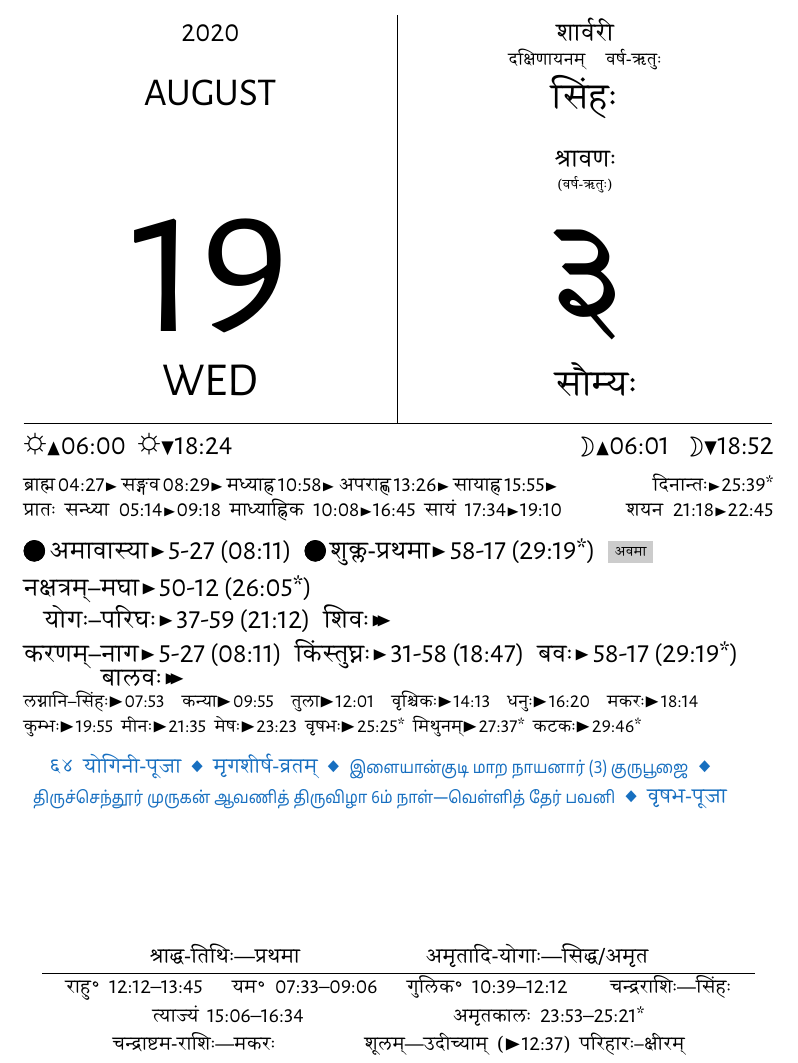 2020
AUGUST
19
WED
शार्वरी
दक्षिणायनम् वर्ष-ऋतुः
सिंहः
श्रावणः
(वर्ष-ऋतुः)
३
सौम्यः
☼▲06:00 ☼▼18:24 ☽▲06:01 ☽▼18:52
ब्राह्म 04:27► सङ्गव 08:29► मध्याह्न 10:58► अपराह्ण 13:26► सायाह्न 15:55► दिनान्तः►25:39*
प्रातः सन्ध्या 05:14►09:18 माध्याह्निक 10:08►16:45 सायं 17:34►19:10 शयन 21:18►22:45
●अमावास्या►5-27 (08:11) ●शुक्ल-प्रथमा►58-17 (29:19*) अवमा
नक्षत्रम्–मघा►50-12 (26:05*)
योगः–परिघः►37-59 (21:12) शिवः►►
करणम्–नाग►5-27 (08:11) किंस्तुघ्नः►31-58 (18:47) बवः►58-17 (29:19*)
बालवः►►
लग्नानि–सिंहः►07:53 कन्या►09:55 तुला►12:01 वृश्चिकः►14:13 धनुः►16:20 मकरः►18:14
कुम्भः►19:55 मीनः►21:35 मेषः►23:23 वृषभः►25:25* मिथुनम्►27:37* कटकः►29:46*
६४ योगिनी-पूजा ◆ मृगशीर्ष-व्रतम् ◆ இளையான்குடி மாற நாயனார் (3) குருபூஜை ◆
திருச்செந்தூர் முருகன் ஆவணித் திருவிழா 6ம் நாள்—வெள்ளித் தேர் பவனி ◆ वृषभ-पूजा
श्राद्ध-तिथिः—प्रथमा अमृतादि-योगाः—सिद्ध/अमृत
राहु° 12:12–13:45 यम° 07:33–09:06 गुलिक° 10:39–12:12 चन्द्रराशिः—सिंहः
त्याज्यं 15:06–16:34 अमृतकालः 23:53–25:21*
चन्द्राष्टम-राशिः—मकरः शूलम्—उदीच्याम् (►12:37) परिहारः–क्षीरम्